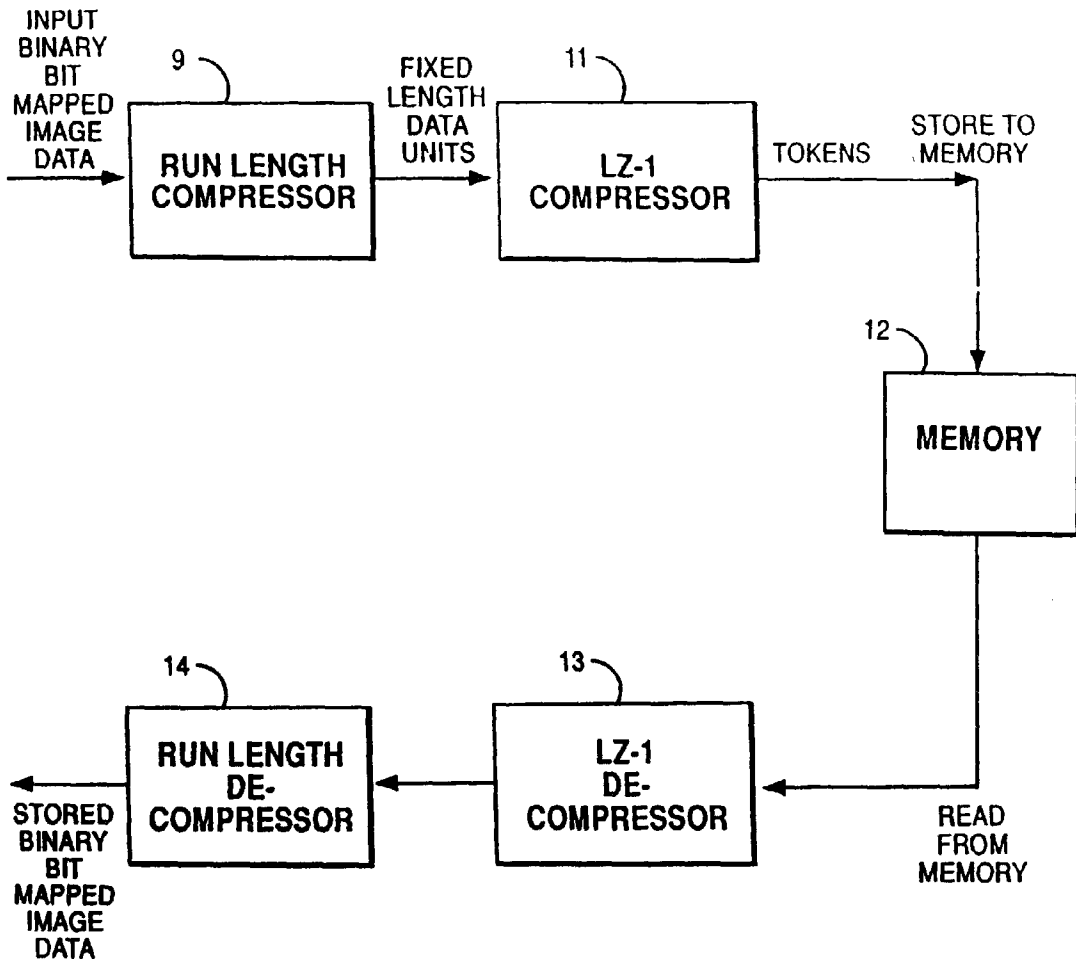 INPUT
BINARY
BIT
MAPPED
IMAGE
DATA
9
RUN LENGTH
COMPRESSOR
FIXED
LENGTH
DATA
UNITS
11
LZ-1
COMPRESSOR
TOKENS
STORE TO
MEMORY
12
MEMORY
READ
FROM
MEMORY
13
LZ-1
DE-
COMPRESSOR
14
RUN LENGTH
DE-
COMPRESSOR
STORED
BINARY
BIT
MAPPED
IMAGE
DATA